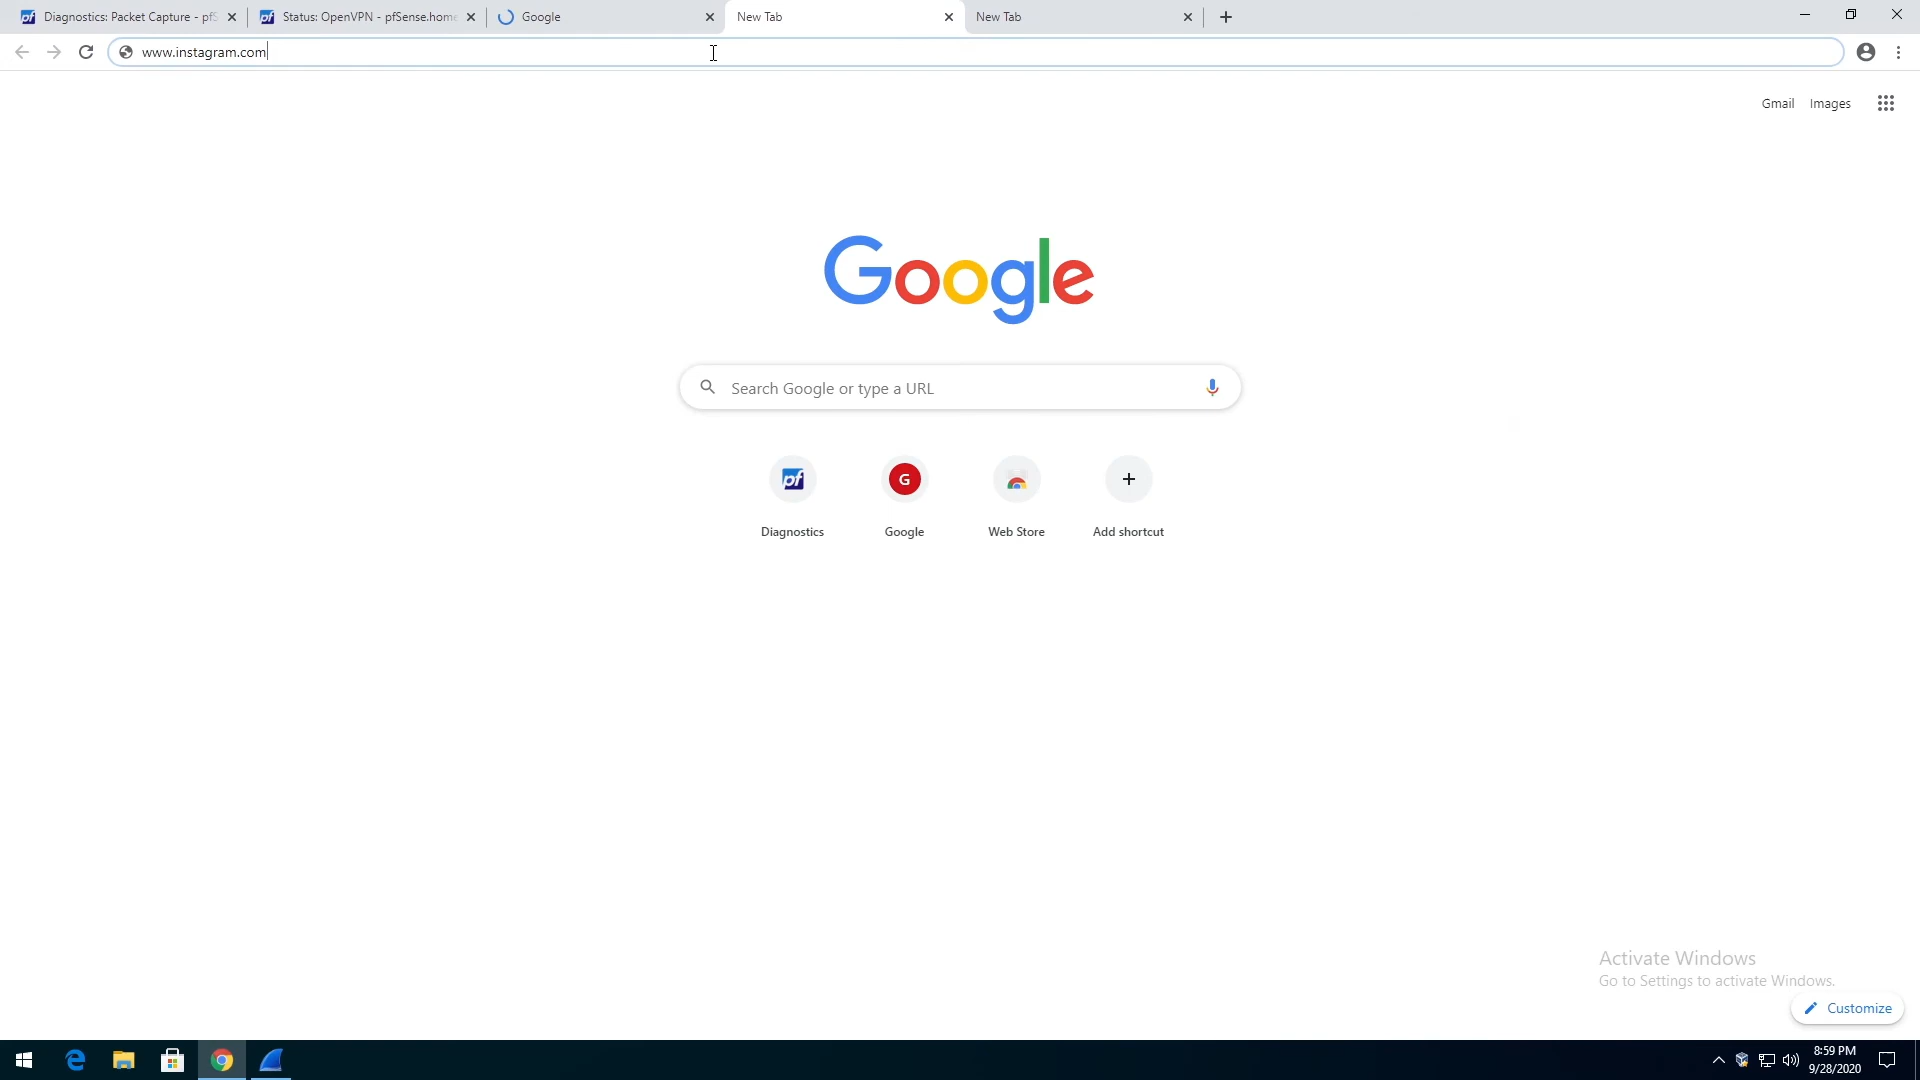 Diagnostics: Packet Capture - pfS
Status: OpenVPN - pfSense.home
Google
New Tab
New Tab
www.instagram.com
Gmail
Images
Google
Search Google or type a URL
pf
G
Diagnostics
Google
Web Store
Add shortcut
Activate Windows
Go to Settings to activate Windows.
Customize
8:59 PM
9/28/2020